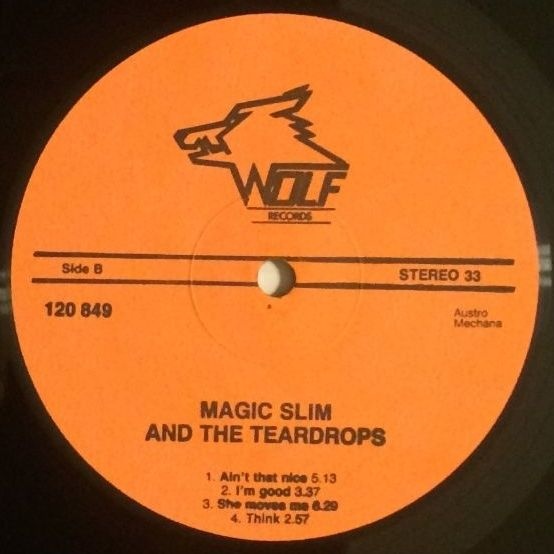 WOLF
RECORDS
Side B
STEREO 33
120 849
Austro
Mechana
MAGIC SLIM
AND THE TEARDROPS
1. Ain't that nice 5.13
2. I'm good 3.37
3. She moves me 6.29
4. Think 2.57